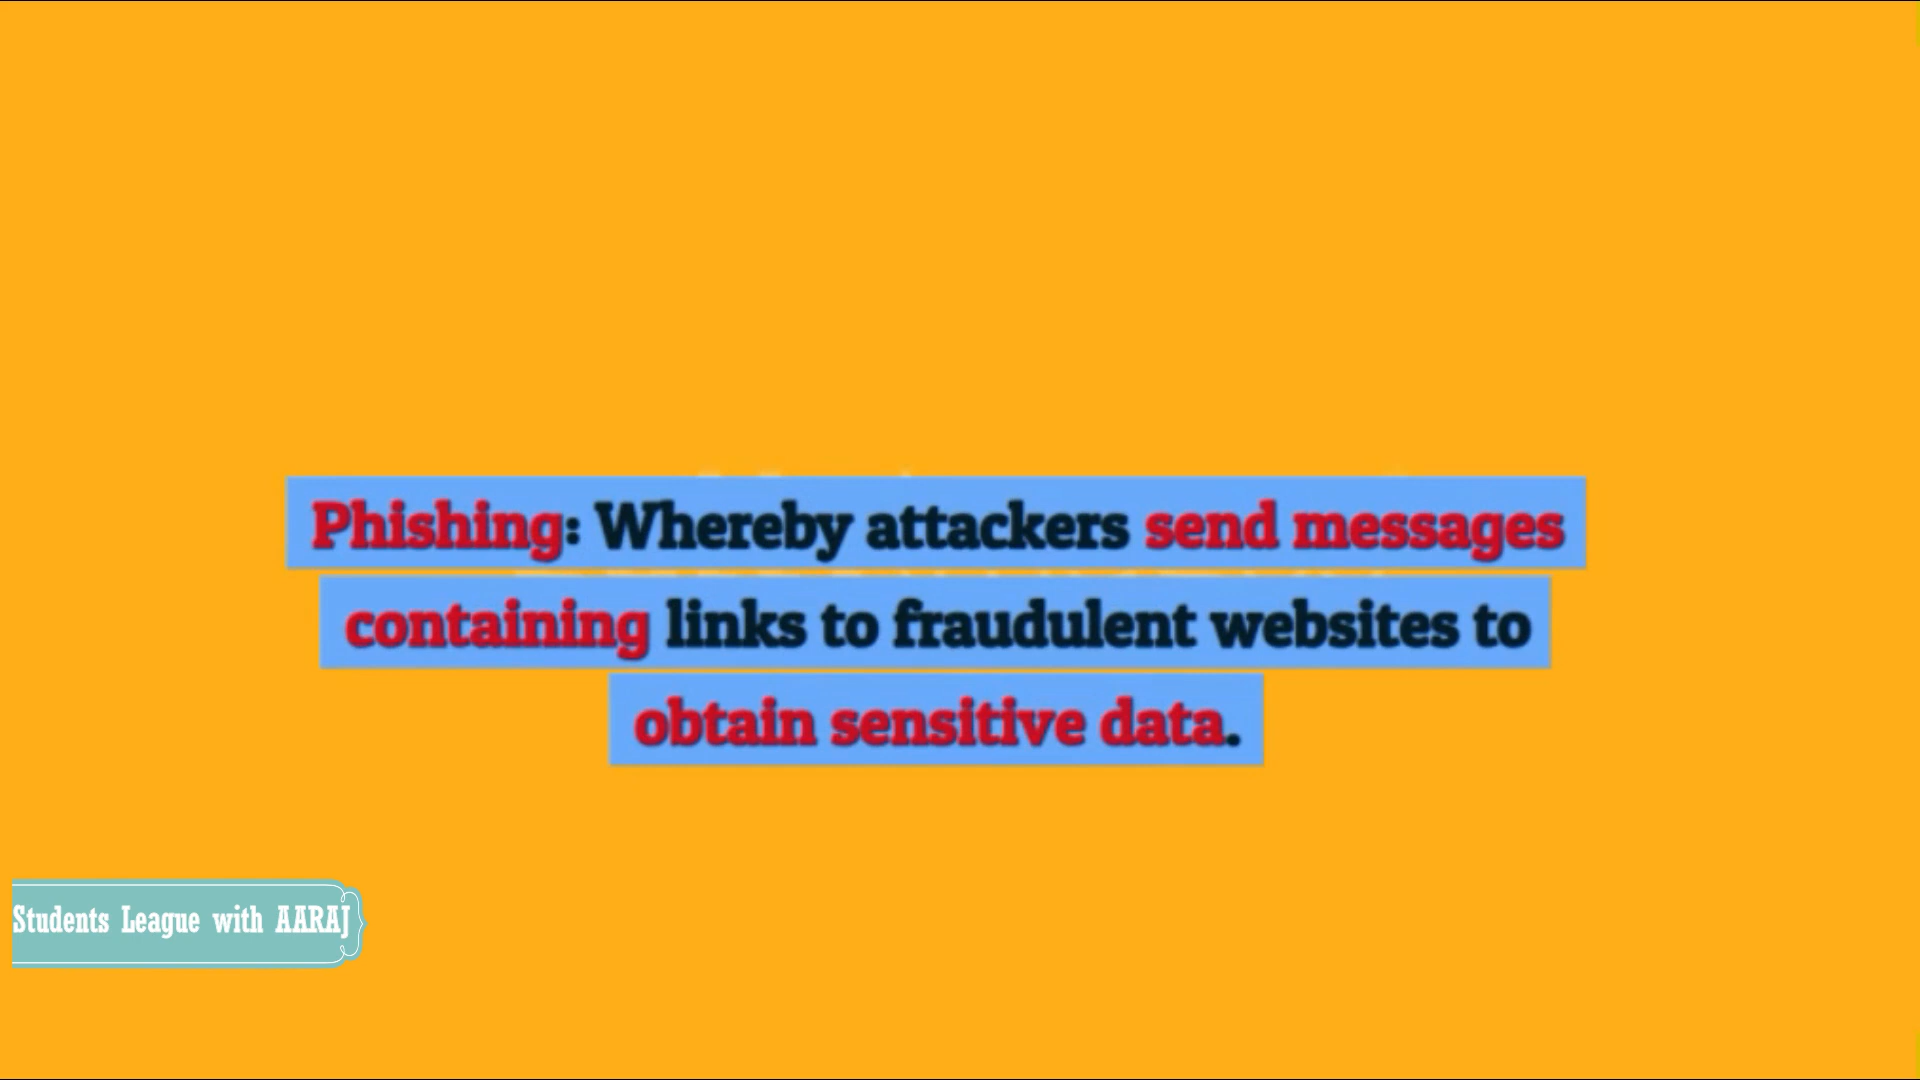 Phishing: Whereby attackers send messages
containing links to fraudulent websites to
obtain sensitive data.
Students League with AARAJ